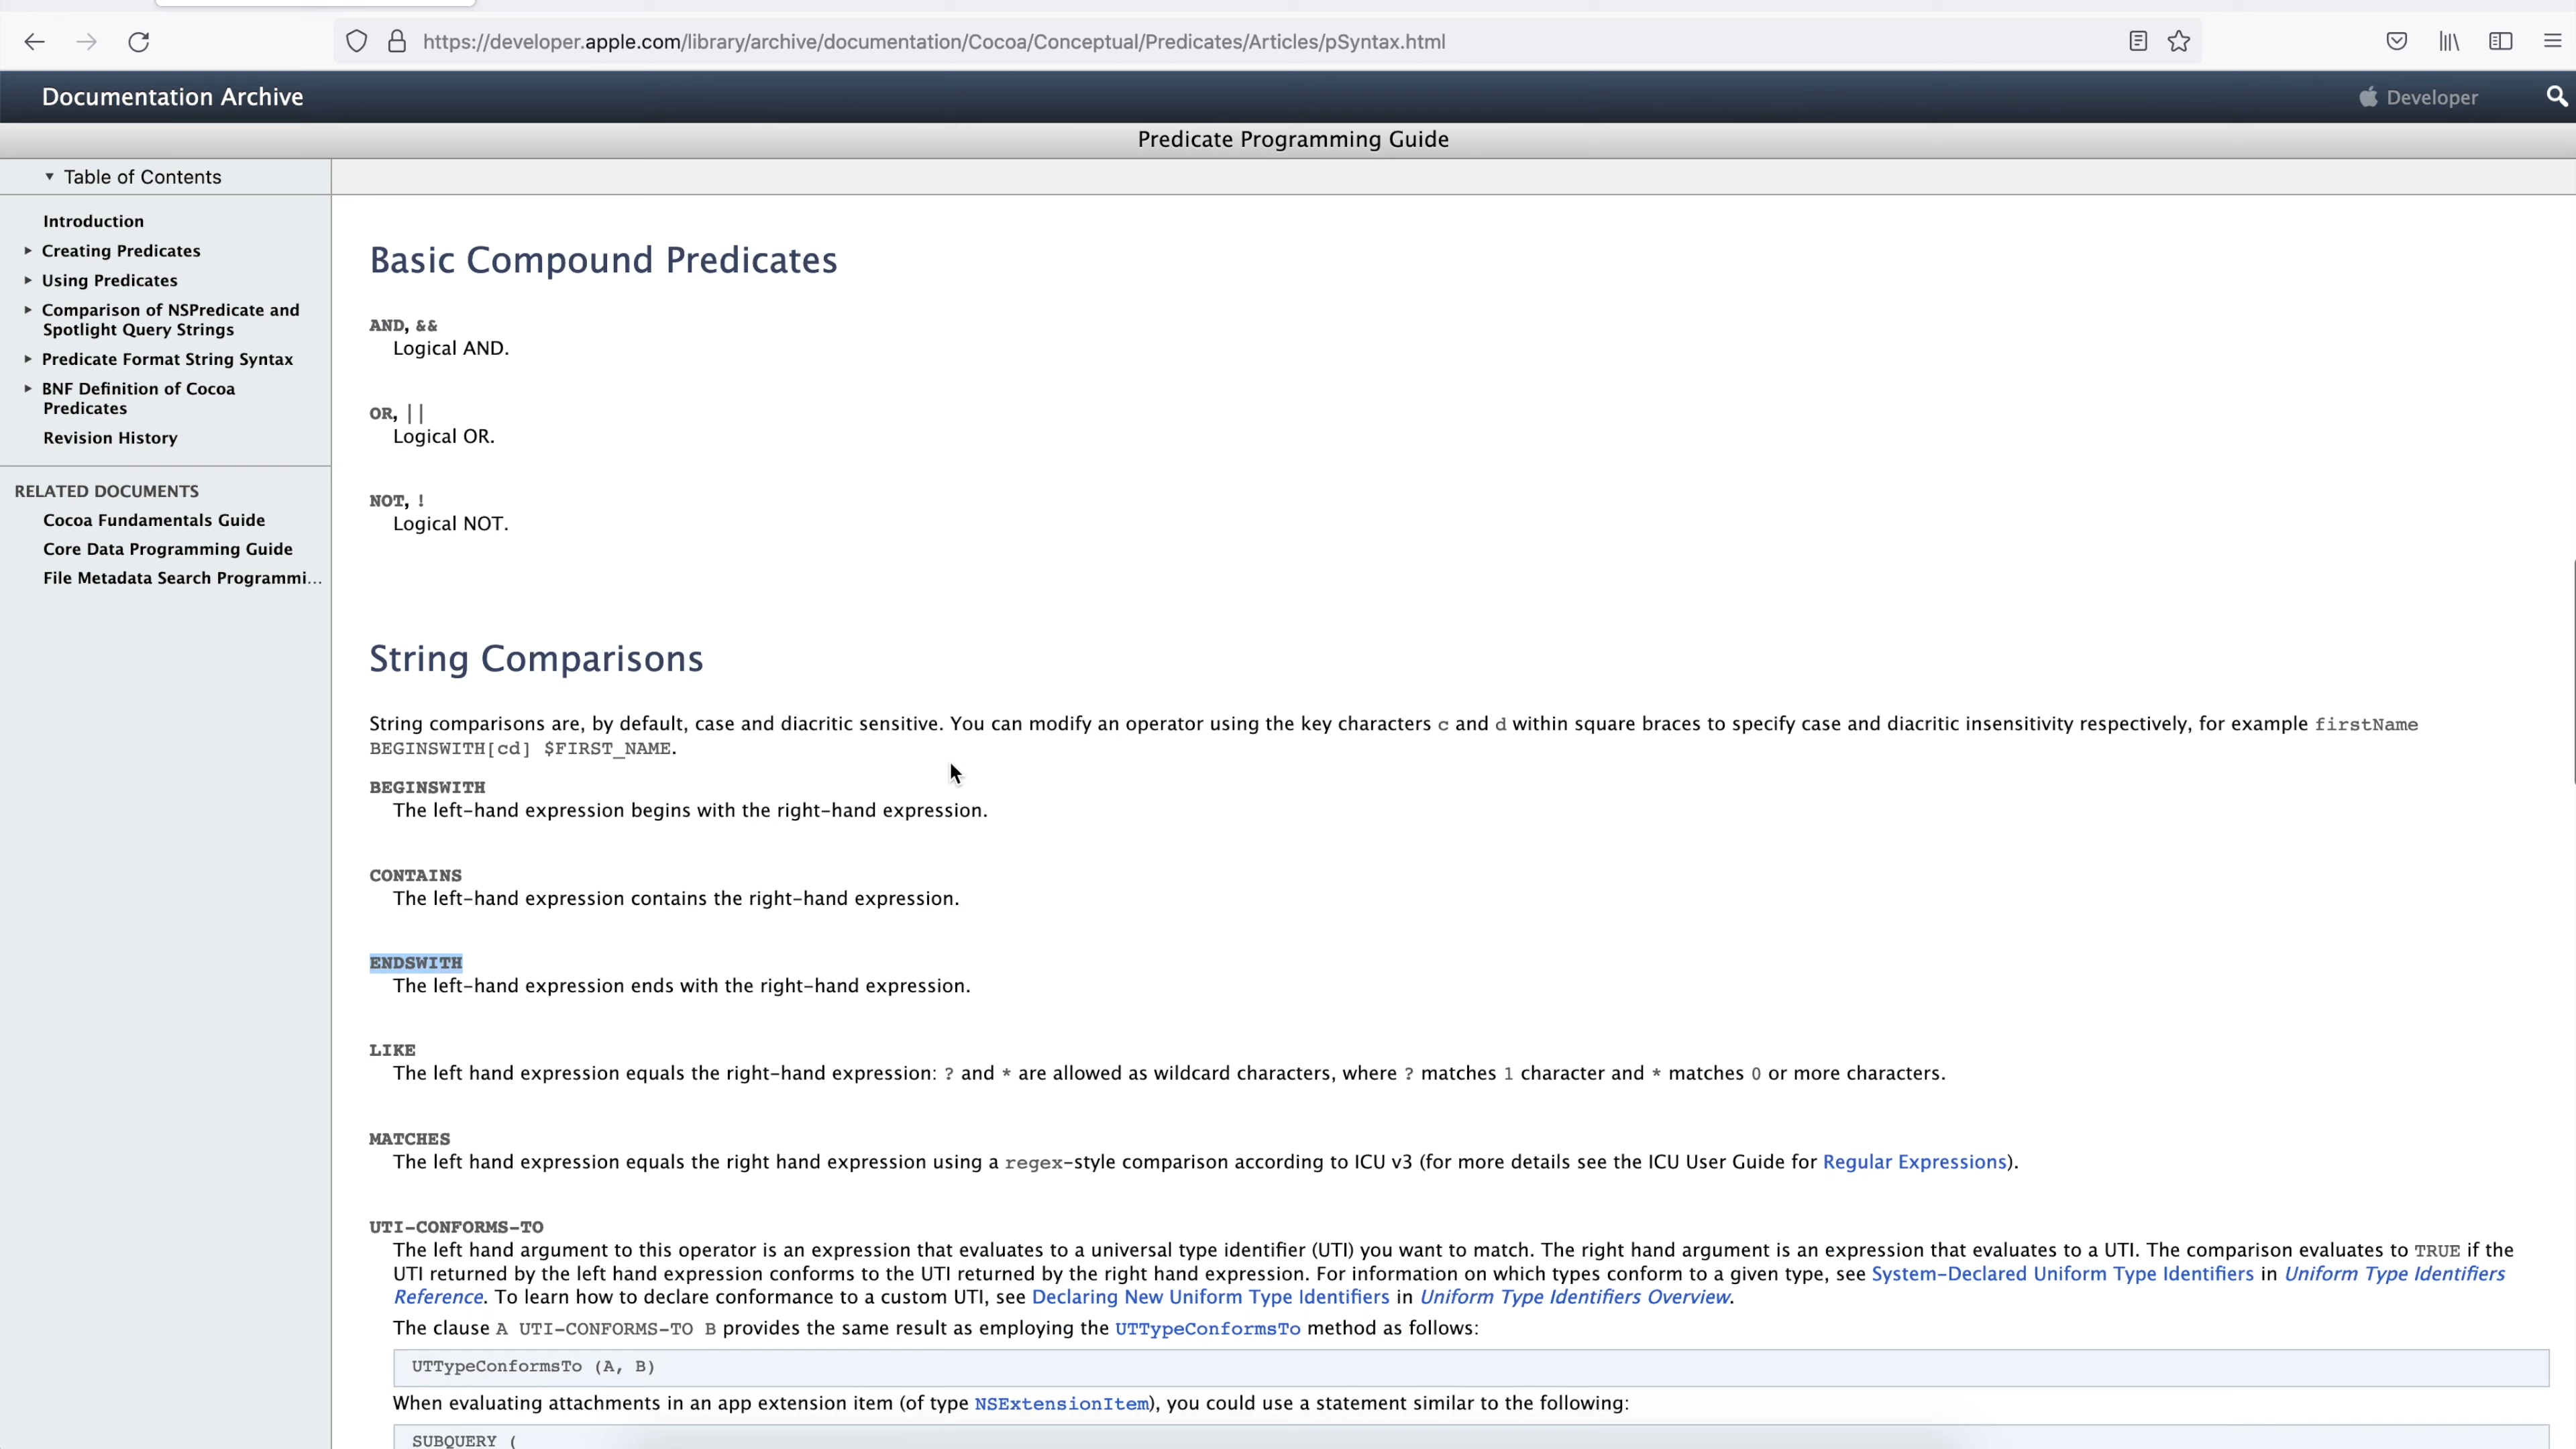 https://developer.apple.com/library/archive/documentation/Cocoa/Conceptual/Predicates/Articles/pSyntax.html
Documentation Archive
Developer
Predicate Programming Guide
Table of Contents
Introduction
Creating Predicates
Using Predicates
Comparison of NSPredicate and
Spotlight Query Strings
Predicate Format String Syntax
BNF Definition of Cocoa
Predicates
Revision History
RELATED DOCUMENTS
Cocoa Fundamentals Guide
Core Data Programming Guide
File Metadata Search Programmi...
Basic Compound Predicates
AND, &&
Logical AND.
OR, ||
Logical OR.
NOT, !
Logical NOT.
String Comparisons
String comparisons are, by default, case and diacritic sensitive. You can modify an operator using the key characters c and d within square braces to specify case and diacritic insensitivity respectively, for example firstName
BEGINSWITH[cd] $FIRST_NAME.
BEGINSWITH
The left-hand expression begins with the right-hand expression.
CONTAINS
The left-hand expression contains the right-hand expression.
ENDSWITH
The left-hand expression ends with the right-hand expression.
LIKE
The left hand expression equals the right-hand expression: ? and * are allowed as wildcard characters, where ? matches 1 character and * matches 0 or more characters.
MATCHES
The left hand expression equals the right hand expression using a regex-style comparison according to ICU v3 (for more details see the ICU User Guide for Regular Expressions).
UTI-CONFORMS-TO
The left hand argument to this operator is an expression that evaluates to a universal type identifier (UTI) you want to match. The right hand argument is an expression that evaluates to a UTI. The comparison evaluates to TRUE if the
UTI returned by the left hand expression conforms to the UTI returned by the right hand expression. For information on which types conform to a given type, see System-Declared Uniform Type Identifiers in Uniform Type Identifiers
Reference. To learn how to declare conformance to a custom UTI, see Declaring New Uniform Type Identifiers in Uniform Type Identifiers Overview.
The clause A UTI-CONFORMS-TO B provides the same result as employing the UTTypeConformsTo method as follows:
UTTypeConformsTo (A, B)
When evaluating attachments in an app extension item (of type NSExtensionItem), you could use a statement similar to the following:
SUBQUERY (